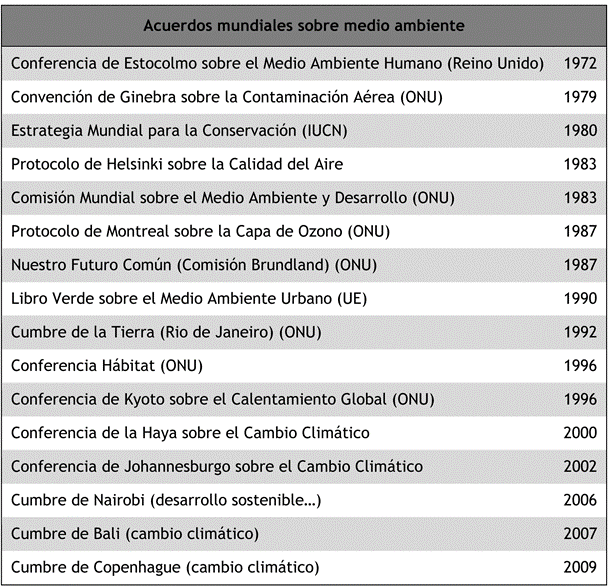 Acuerdos mundiales sobre medio ambiente
Conferencia de Estocolmo sobre el Medio Ambiente Humano (Reino Unido) 1972
Convención de Ginebra sobre la Contaminación Aérea (ONU) 1979
Estrategia Mundial para la Conservación (IUCN) 1980
Protocolo de Helsinki sobre la Calidad del Aire 1983
Comisión Mundial sobre el Medio Ambiente y Desarrollo (ONU) 1983
Protocolo de Montreal sobre la Capa de Ozono (ONU) 1987
Nuestro Futuro Común (Comisión Brundland) (ONU) 1987
Libro Verde sobre el Medio Ambiente Urbano (UE) 1990
Cumbre de la Tierra (Rio de Janeiro) (ONU) 1992
Conferencia Hábitat (ONU) 1996
Conferencia de Kyoto sobre el Calentamiento Global (ONU) 1996
Conferencia de la Haya sobre el Cambio Climático 2000
Conferencia de Johannesburgo sobre el Cambio Climático 2002
Cumbre de Nairobi (desarrollo sostenible…) 2006
Cumbre de Bali (cambio climático) 2007
Cumbre de Copenhague (cambio climático) 2009